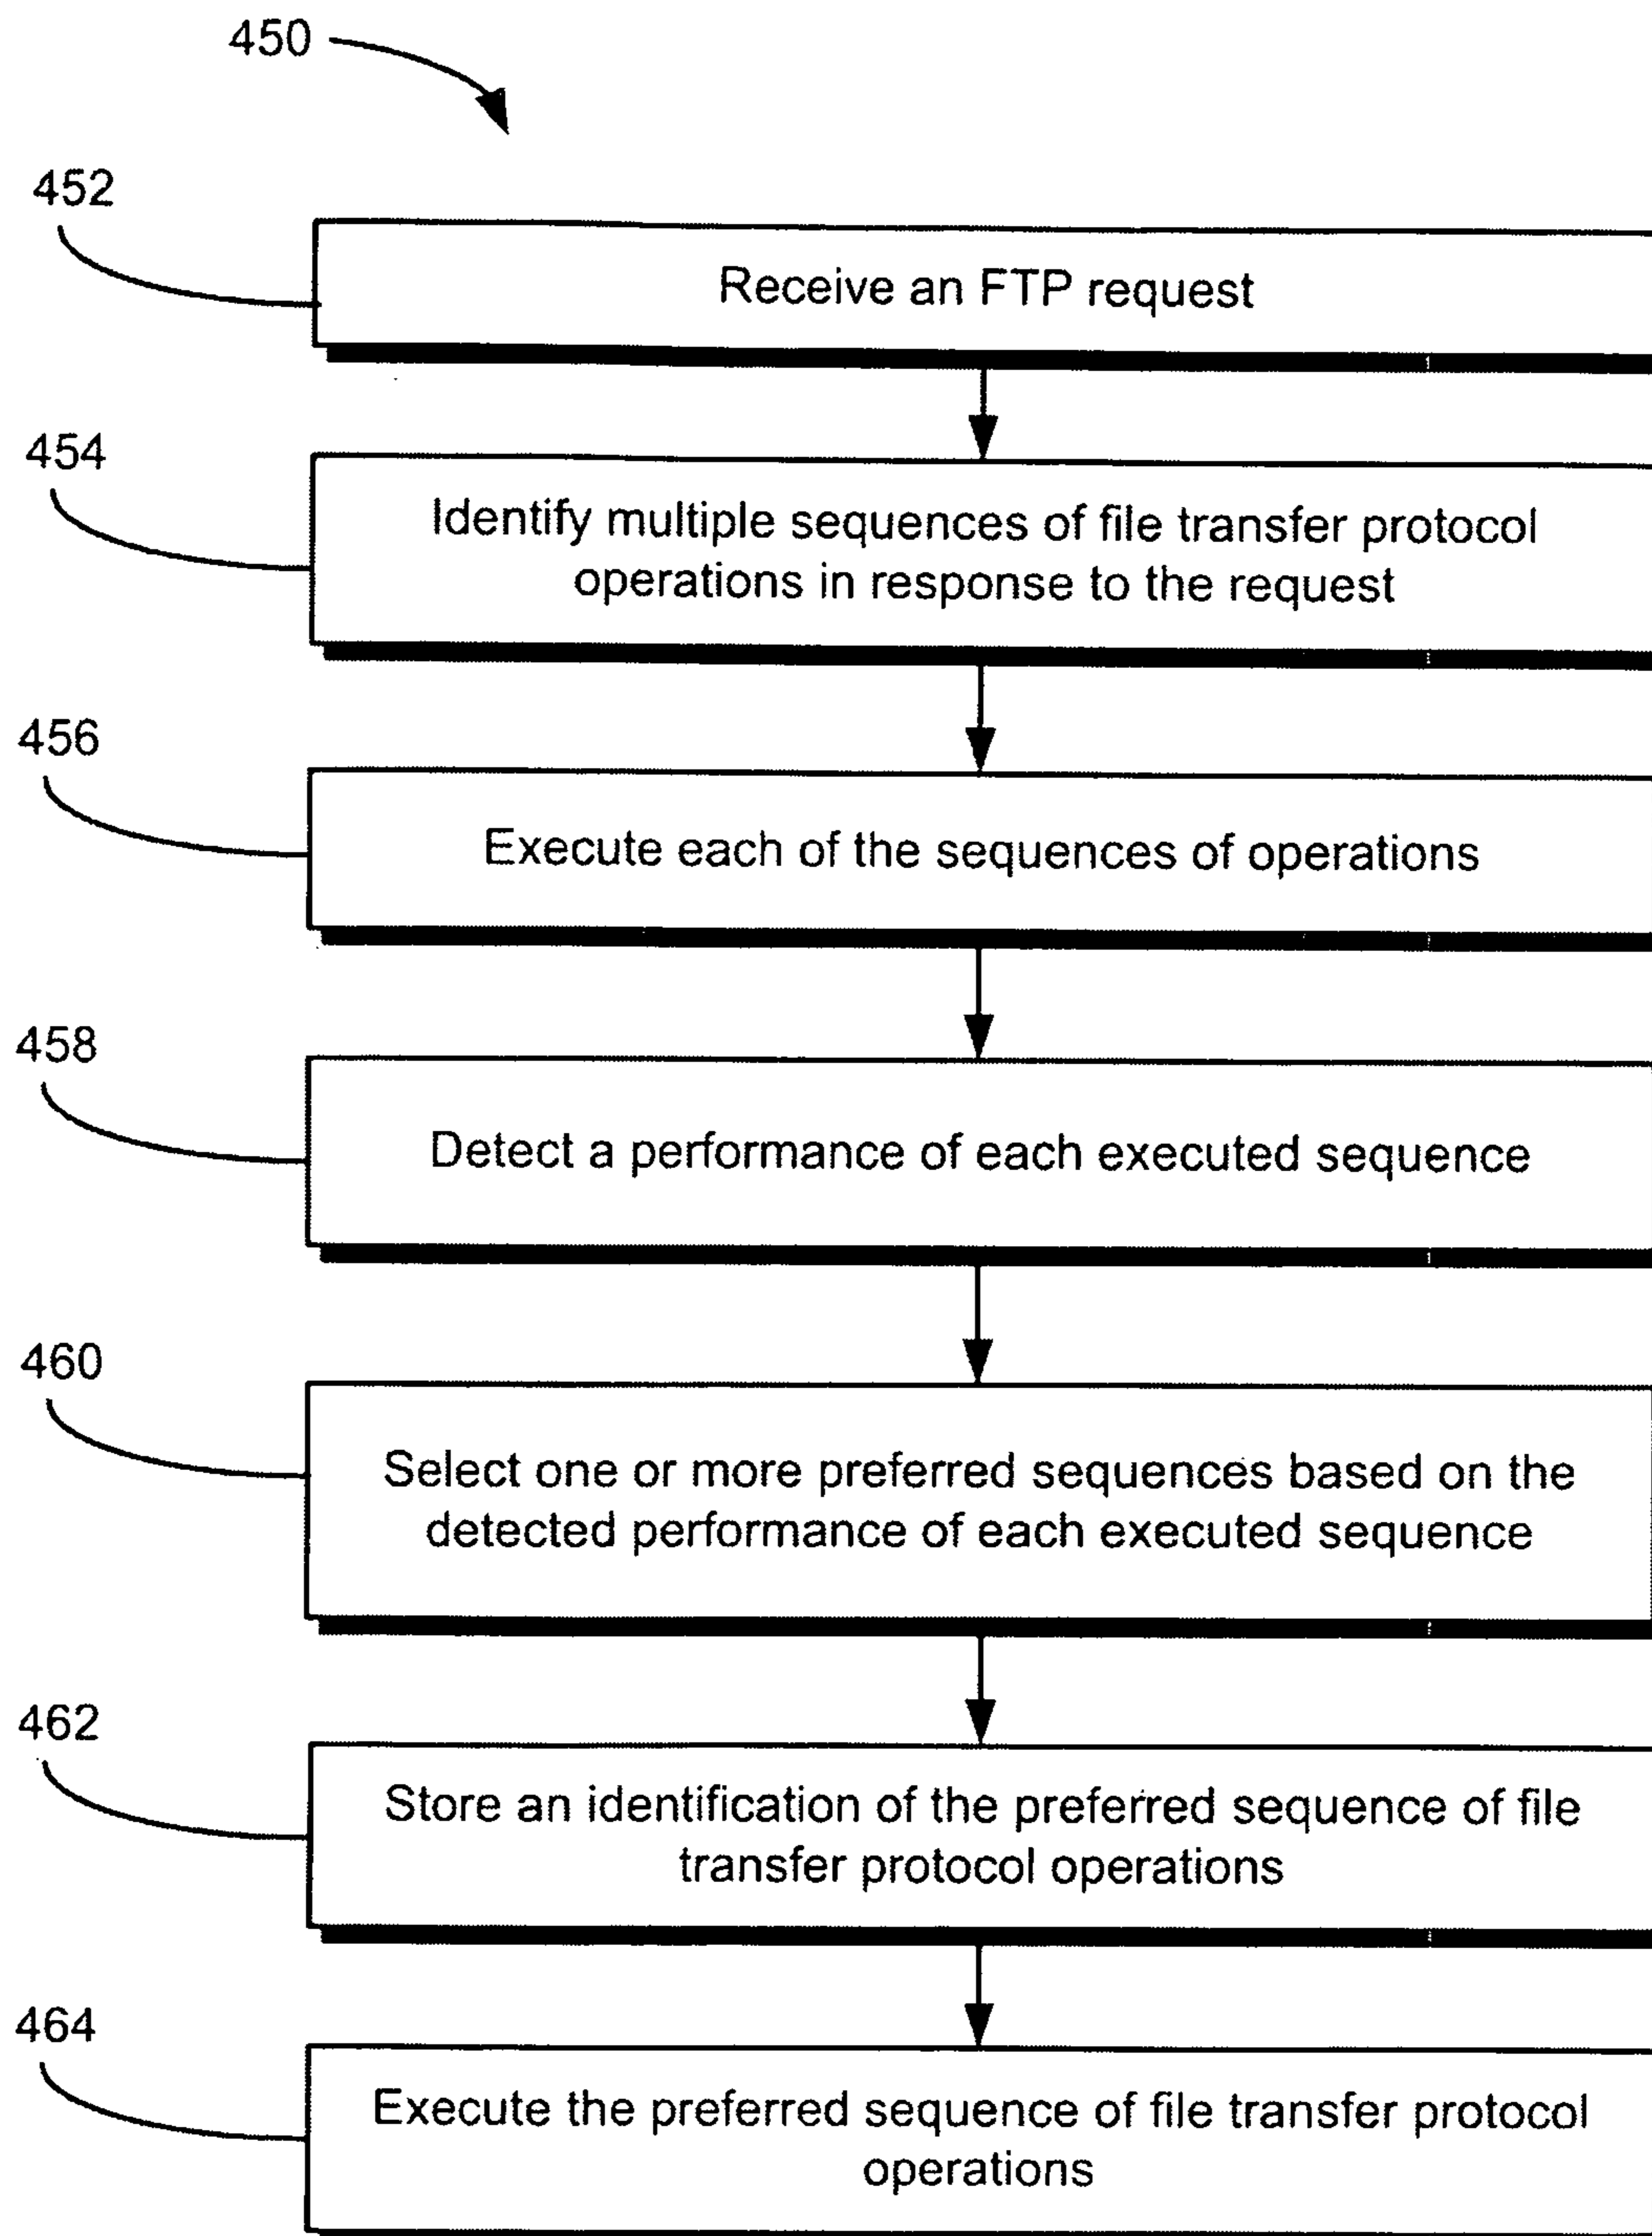 450
452
Receive an FTP request
454
Identify multiple sequences of file transfer protocol
operations in response to the request
456
Execute each of the sequences of operations
458
Detect a performance of each executed sequence
460
Select one or more preferred sequences based on the
detected performance of each executed sequence
462
Store an identification of the preferred sequence of file
transfer protocol operations
464
Execute the preferred sequence of file transfer protocol
operations